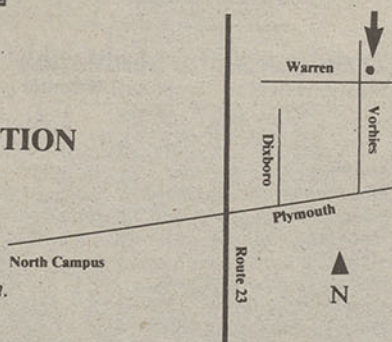 Warren
TION
Vorhies
Dixboro
Plymouth
North Campus
Route 23
N